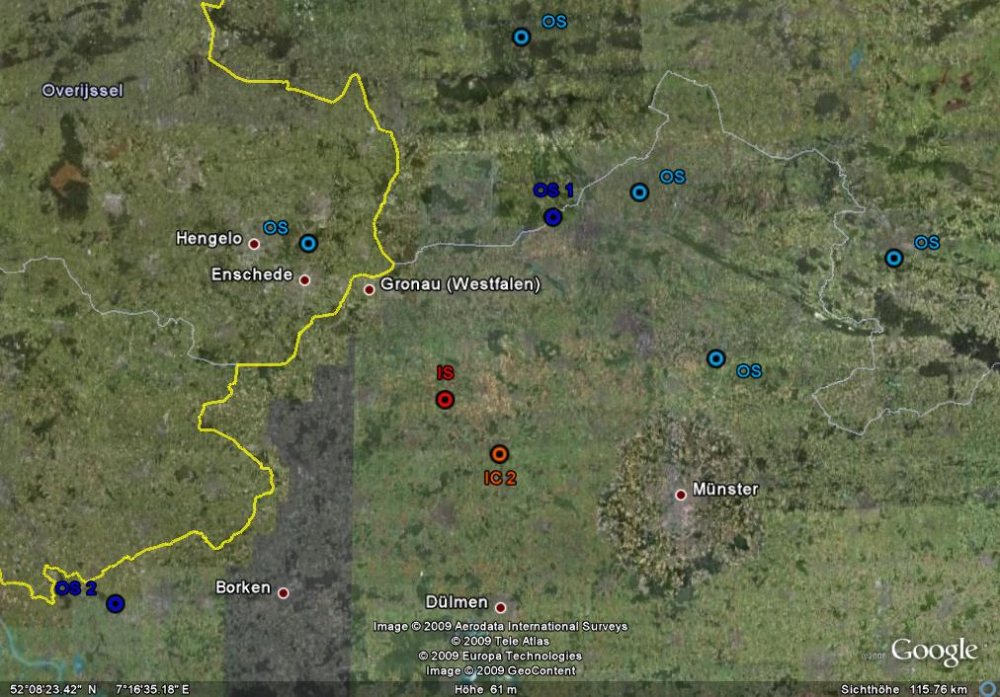 OS
Overijssel
OS
OS 1
Hengelo
OS
OS
Enschede
Gronau (Westfalen)
IS
OS
IC 2
Münster
OS 2
Borken
Dülmen
Image © 2009 Aerodata International Surveys
© 2009 Tele Atlas
© 2009 Europa Technologies
Image © 2009 GeoContent
©2008 Google™
52°08'23.42" N 7°16'35.18" E Höhe 61 m Sichthöhe 115.76 km